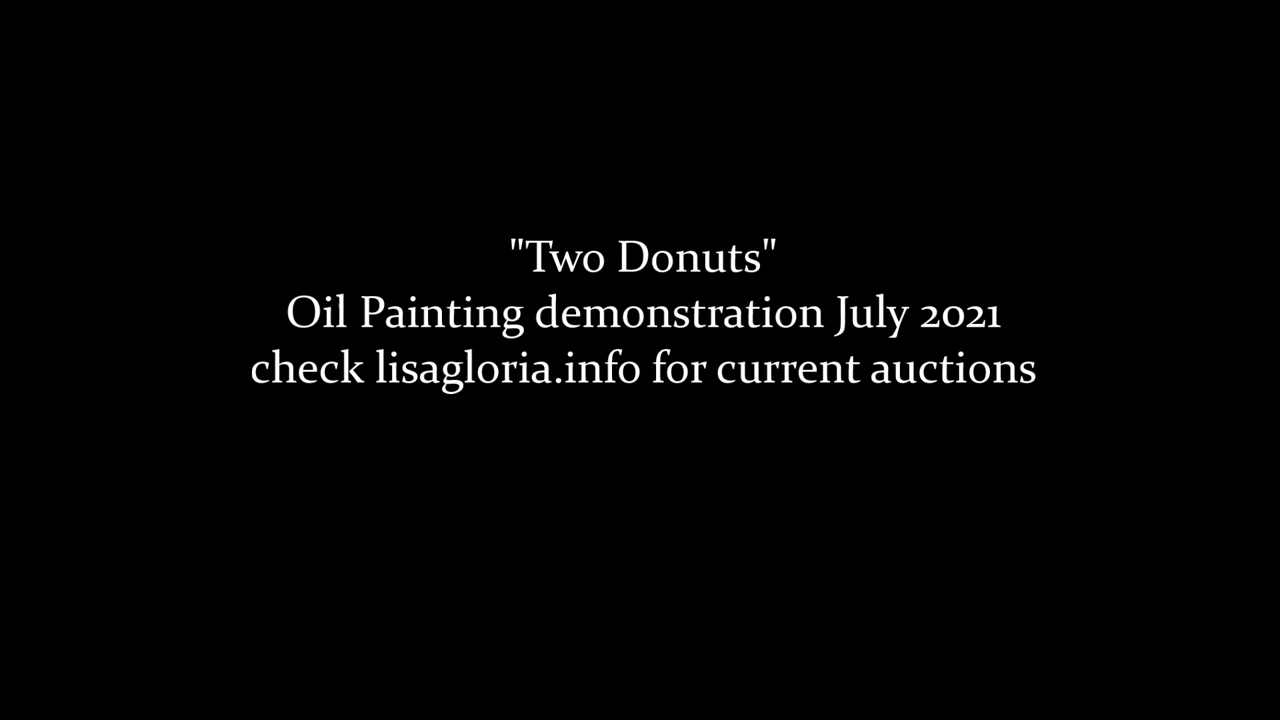 "Two Donuts"
Oil Painting demonstration July 2021
check lisagloria.info for current auctions